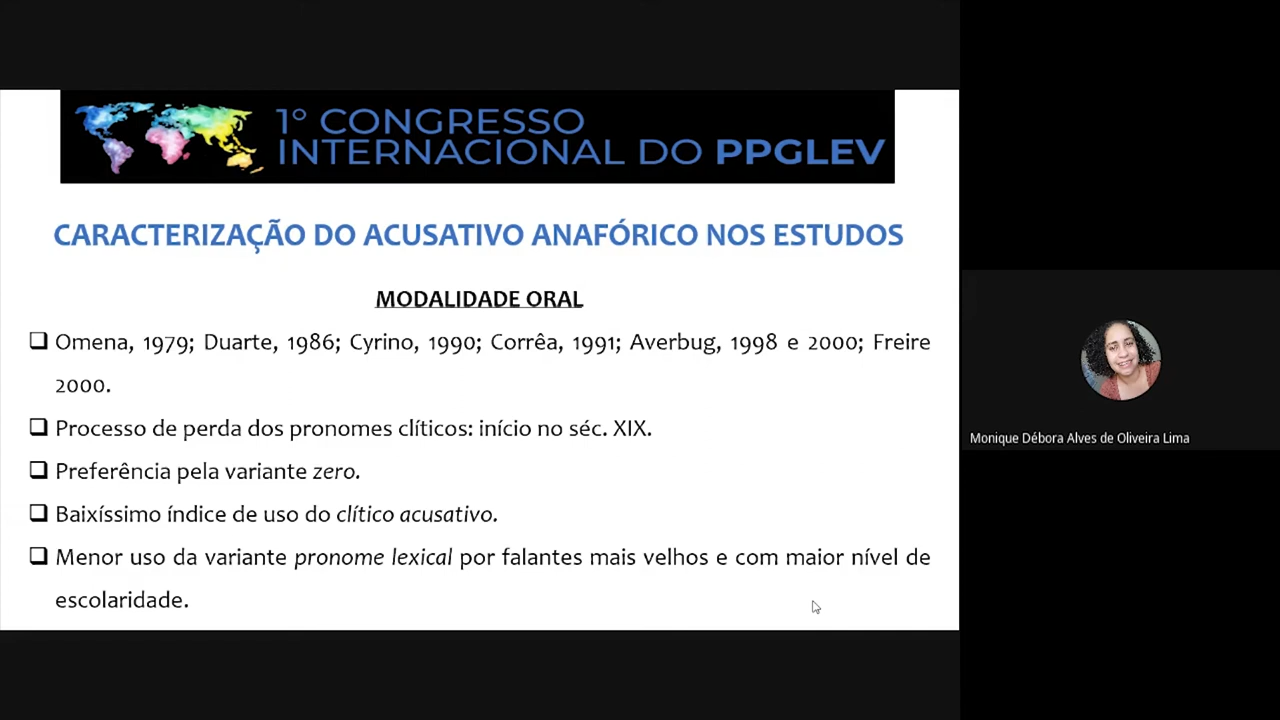 1º CONGRESSO
INTERNACIONAL DO PPGLEV
CARACTERIZAÇÃO DO ACUSATIVO ANAFÓRICO NOS ESTUDOS
MODALIDADE ORAL
Omena, 1979; Duarte, 1986; Cyrino, 1990; Corrêa, 1991; Averbug, 1998 e 2000; Freire
2000.
Processo de perda dos pronomes clíticos: início no séc. XIX.
Preferência pela variante zero.
Baixíssimo índice de uso do clítico acusativo.
Menor uso da variante pronome lexical por falantes mais velhos e com maior nível de
escolaridade.
Monique Débora Alves de Oliveira Lima